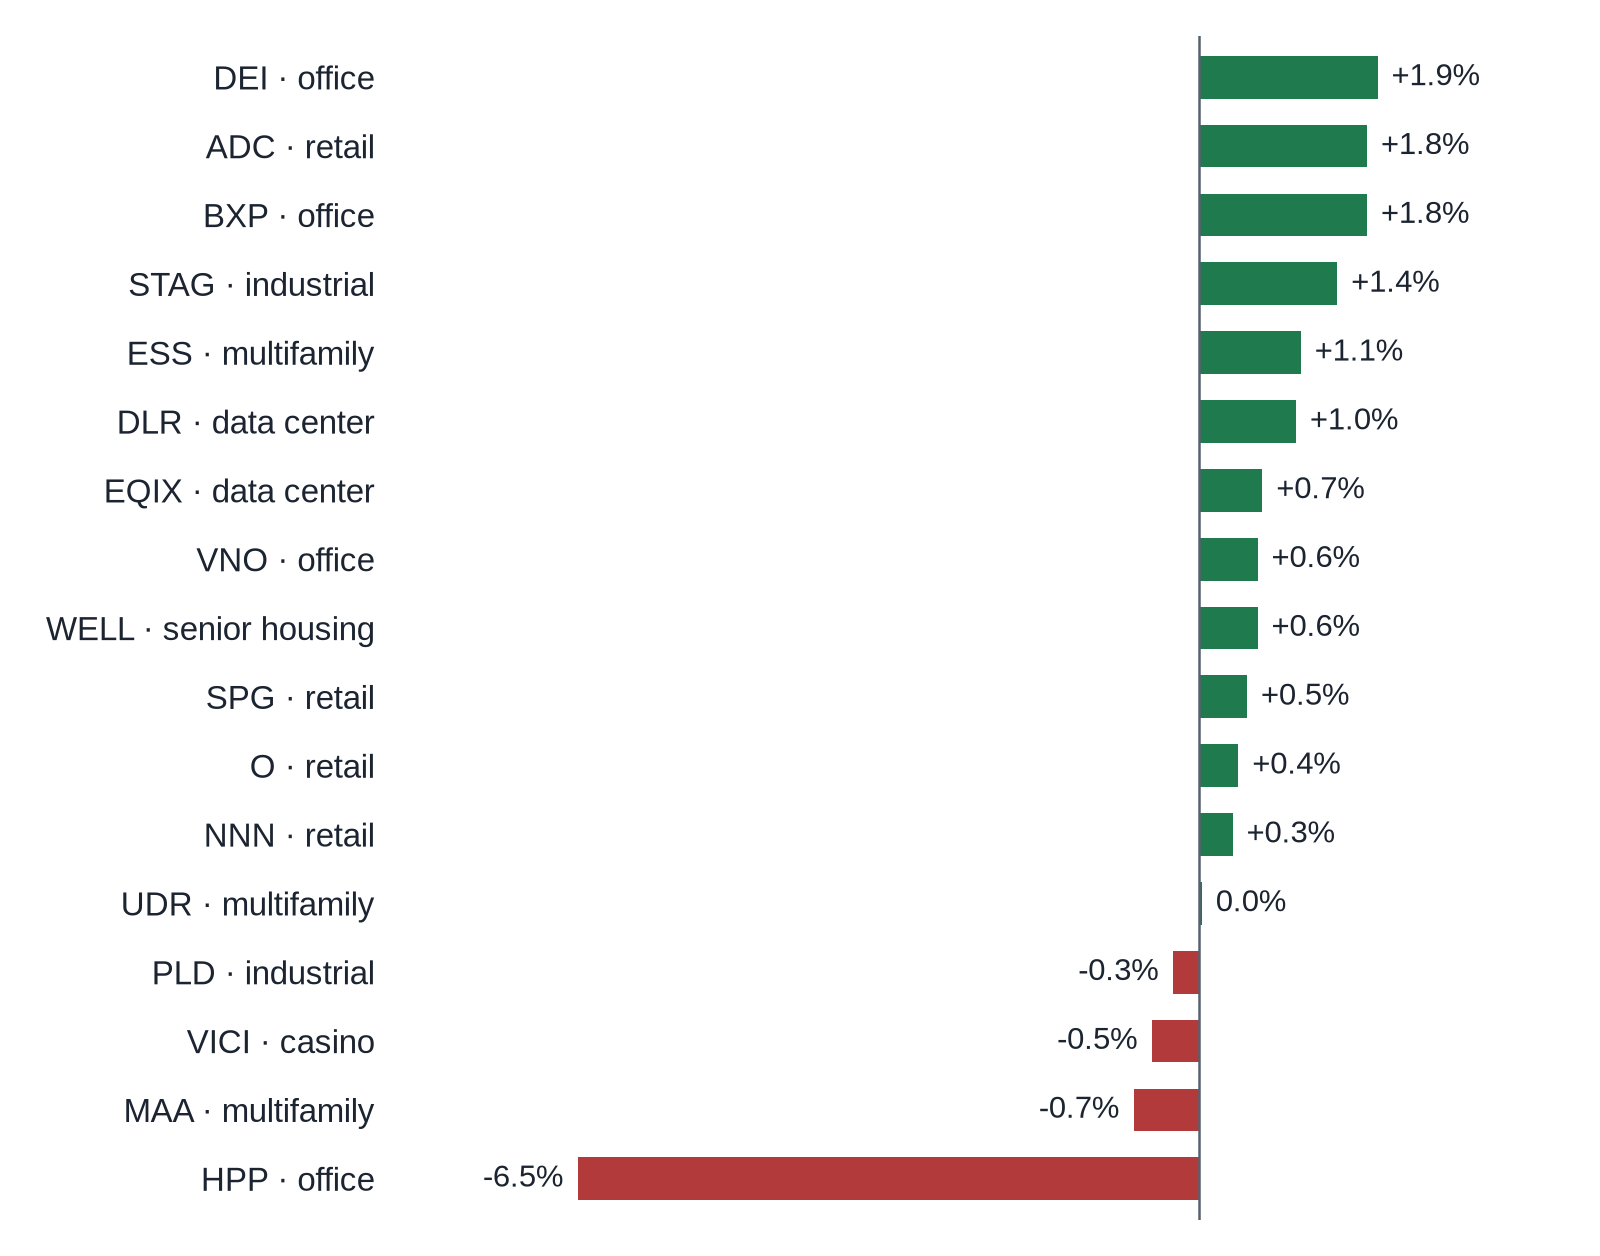 DEI · office +1.9%
ADC · retail +1.8%
BXP · office +1.8%
STAG · industrial +1.4%
ESS · multifamily +1.1%
DLR · data center +1.0%
EQIX · data center +0.7%
VNO · office +0.6%
WELL · senior housing +0.6%
SPG · retail +0.5%
O · retail +0.4%
NNN · retail +0.3%
UDR · multifamily 0.0%
PLD · industrial -0.3%
VICI · casino -0.5%
MAA · multifamily -0.7%
HPP · office -6.5%